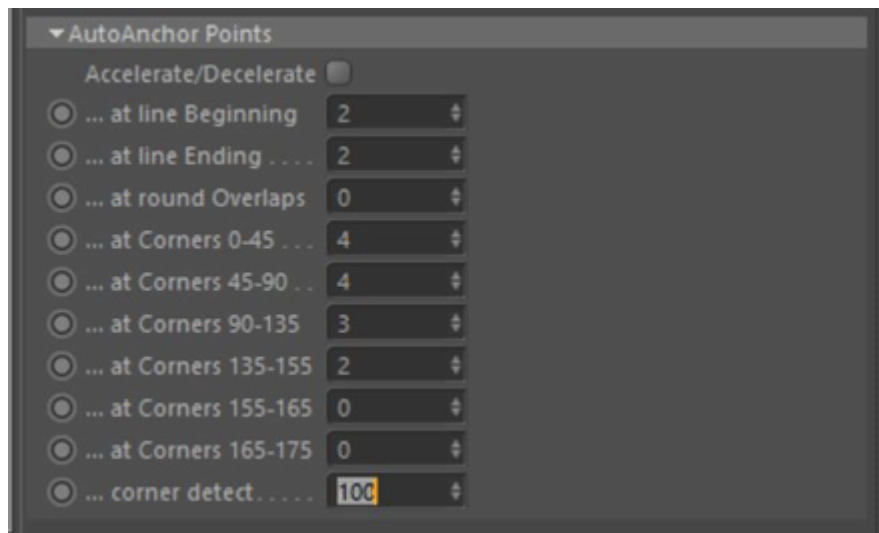 AutoAnchor Points
Accelerate/Decelerate
... at line Beginning 2
... at line Ending . . . . 2
... at round Overlaps 0
... at Corners 0-45 . . . 4
... at Corners 45-90 . . 4
... at Corners 90-135 3
... at Corners 135-155 2
... at Corners 155-165 0
... at Corners 165-175 0
... corner detect. . . . . 100